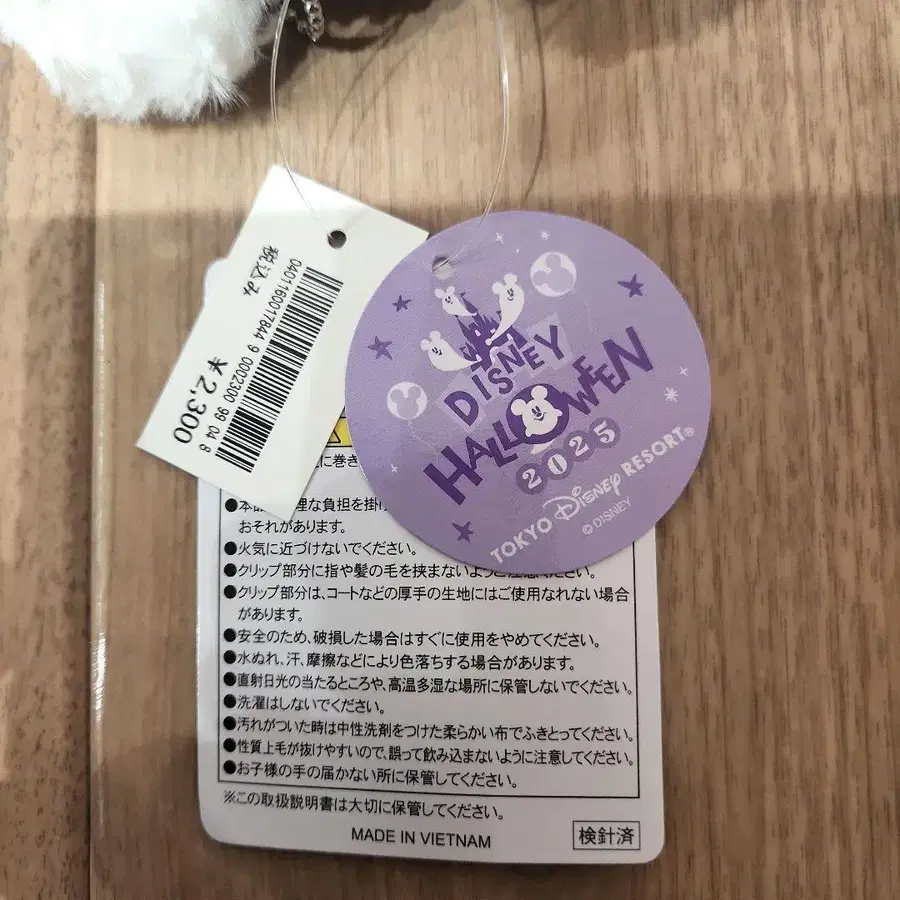 税込み
0401160017844 9 0002300 99 04 8
¥2,300
DISNEY
HALLOWEEN
2025
TOKYO Disney RESORT®
© DISNEY
に巻き
●本品
理な負担を掛け
おそれがあります。
●火気に近づけないでください。
●クリップ部分に指や髪の毛を挟まないようご注意ください。
●クリップ部分は、コートなどの厚手の生地にはご使用なれない場合
があります。
●安全のため、破損した場合はすぐに使用をやめてください。
●水ぬれ、汗、摩擦などにより色落ちする場合があります。
●直射日光の当たるところや、高温多湿な場所に保管しないでください。
●洗濯はしないでください。
●汚れがついた時は中性洗剤をつけた柔らかい布でふきとってください。
●性質上毛が抜けやすいので、誤って飲み込まないように注意してください。
●お子様の手の届かない所に保管してください。
※この取扱説明書は大切に保管してください。
MADE IN VIETNAM
検針済